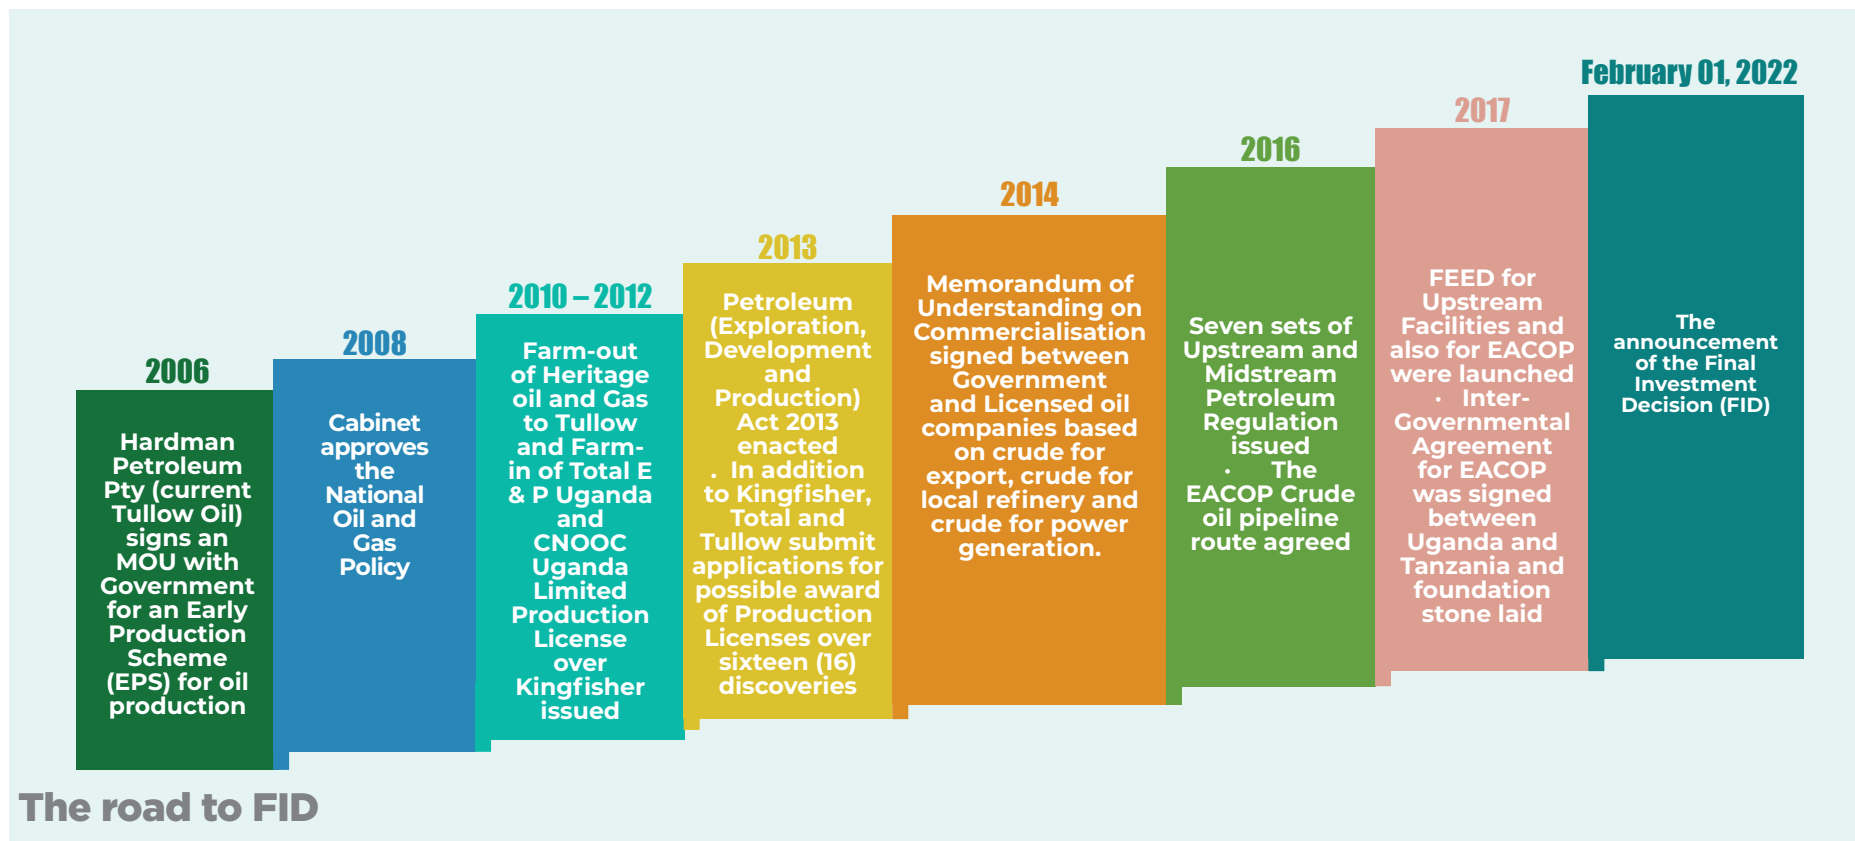 2006
Hardman
Petroleum
Pty (current
Tullow Oil)
signs an
MOU with
Government
for an Early
Production
Scheme
(EPS) for oil
production
2008
Cabinet
approves
the
National
Oil and
Gas
Policy
2010 – 2012
Farm-out
of Heritage
oil and Gas
to Tullow
and Farm-
in of Total E
& P Uganda
and
CNOOC
Uganda
Limited
Production
License
over
Kingfisher
issued
2013
Petroleum
(Exploration,
Development
and
Production)
Act 2013
enacted
. In addition
to Kingfisher,
Total and
Tullow submit
applications for
possible award
of Production
Licenses over
sixteen (16)
discoveries
2014
Memorandum of
Understanding on
Commercialisation
signed between
Government
and Licensed oil
companies based
on crude for
export, crude for
local refinery and
crude for power
generation.
2016
Seven sets of
Upstream and
Midstream
Petroleum
Regulation
issued
· The
EACOP Crude
oil pipeline
route agreed
2017
FEED for
Upstream
Facilities and
also for EACOP
were launched
· Inter-
Governmental
Agreement
for EACOP
was signed
between
Uganda and
Tanzania and
foundation
stone laid
February 01, 2022
The
announcement
of the Final
Investment
Decision (FID)
The road to FID